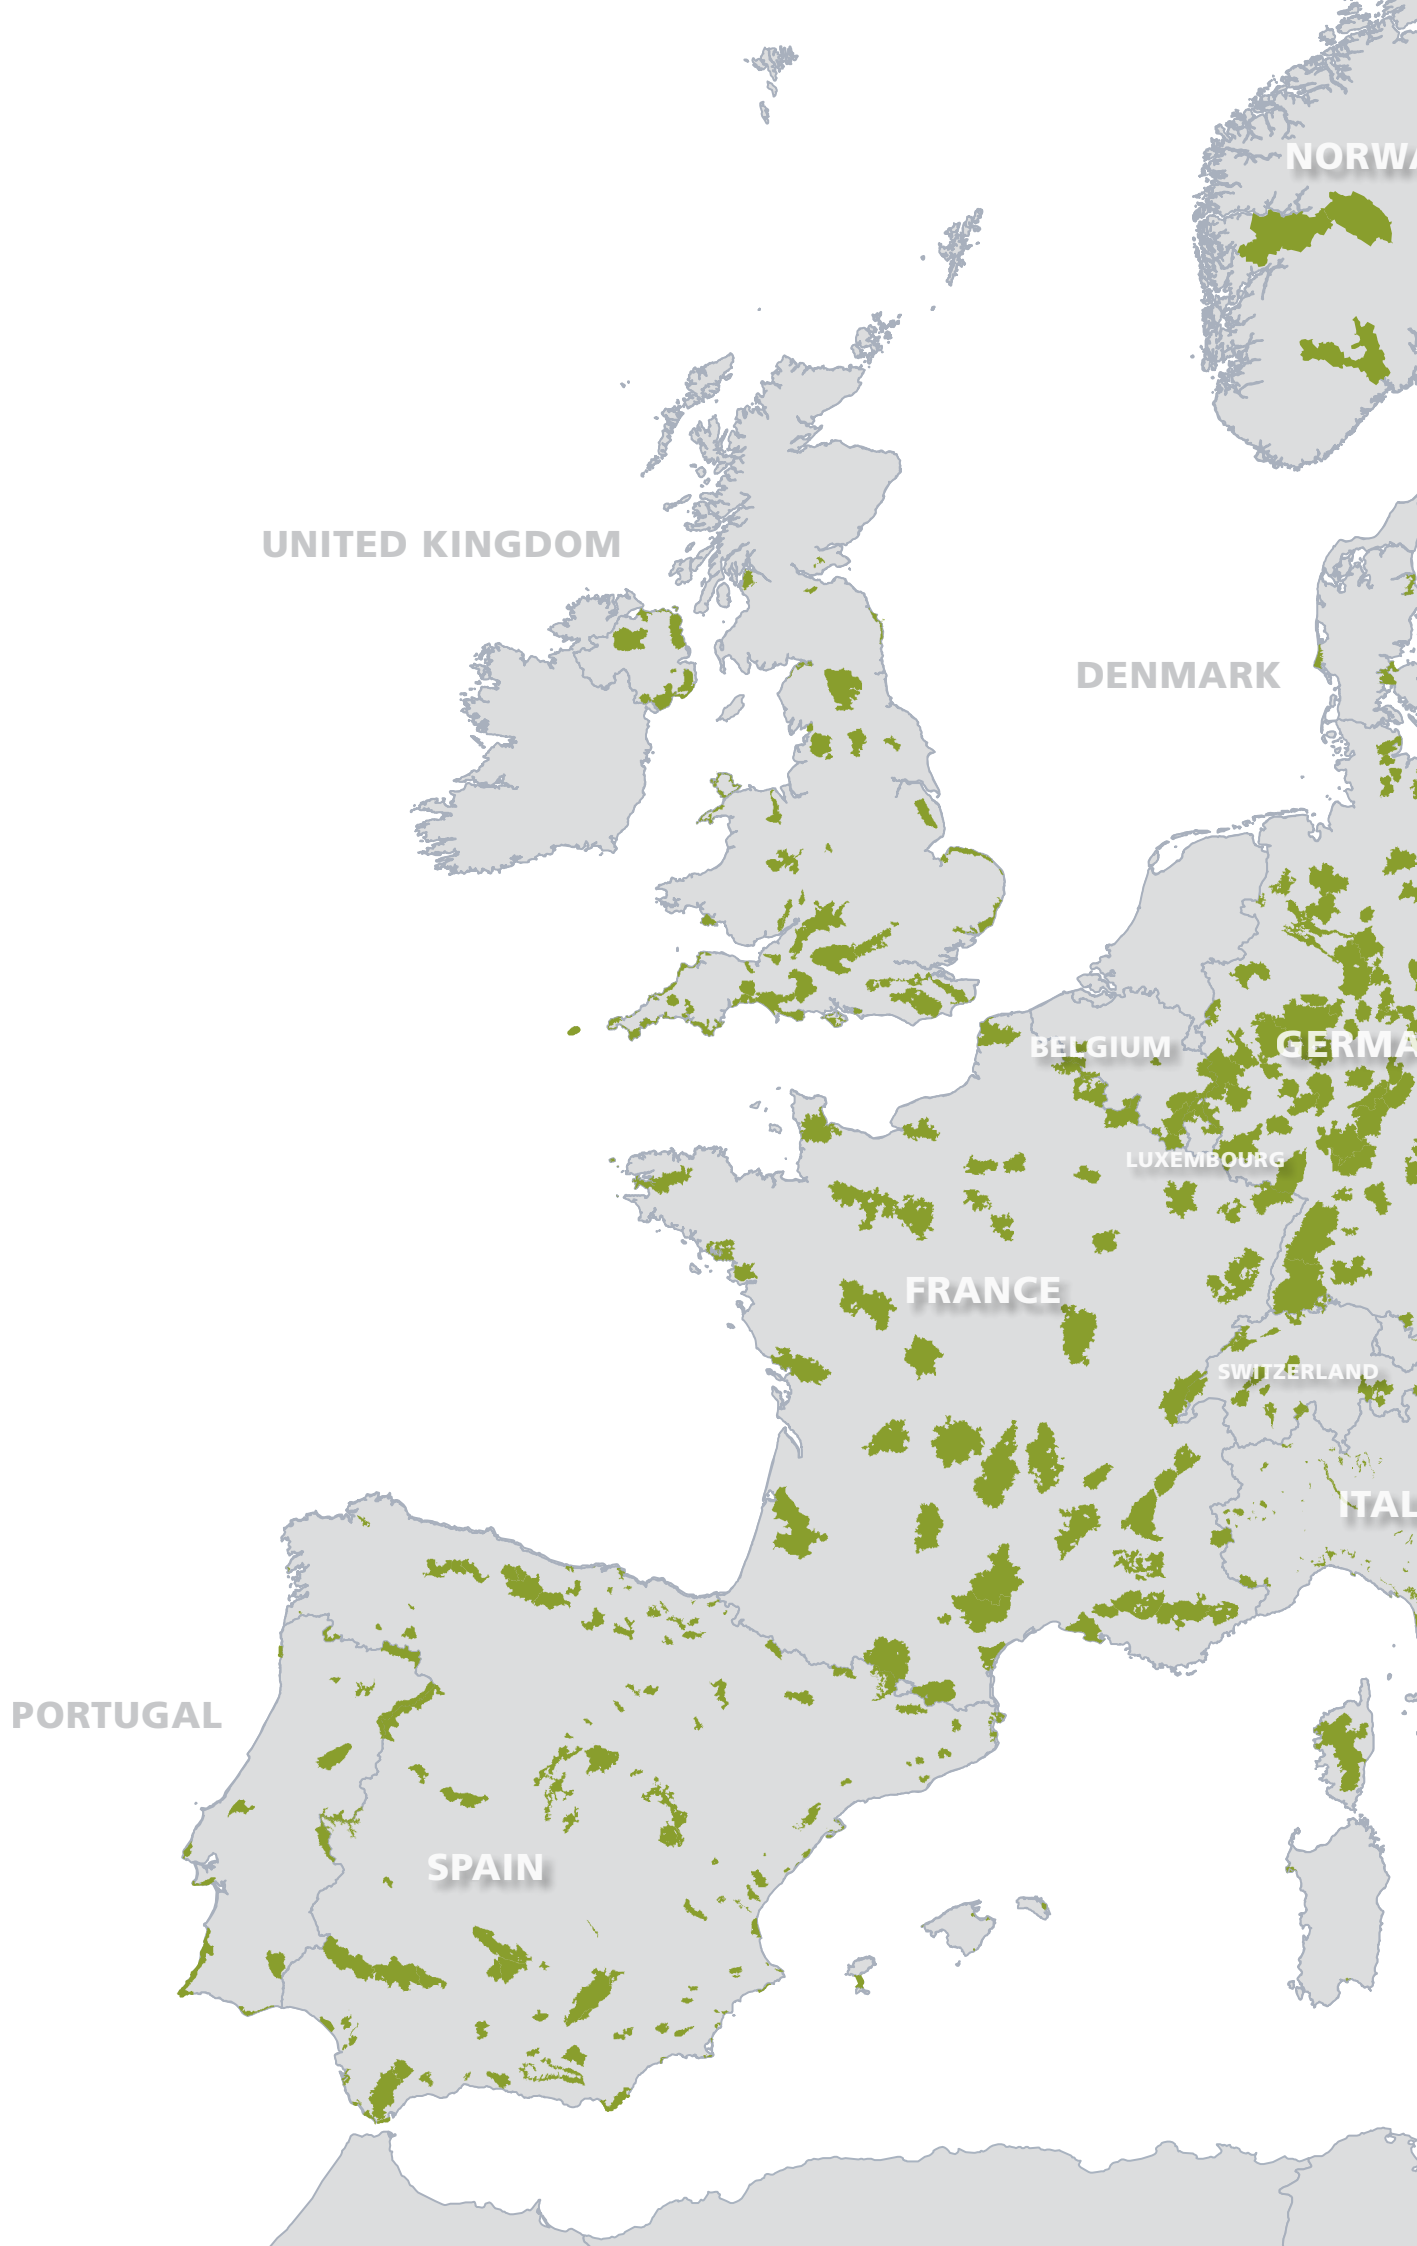 NORWA
UNITED KINGDOM
DENMARK
BELGIUM
GERMA
LUXEMBOURG
FRANCE
SWITZERLAND
ITAL
PORTUGAL
SPAIN